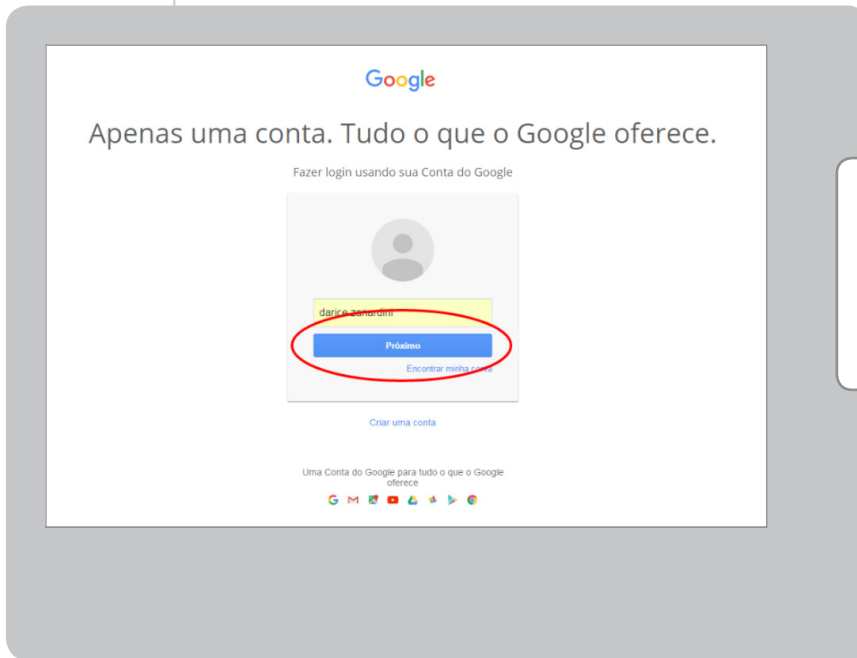 Google
Apenas uma conta. Tudo o que o Google oferece.
Fazer login usando sua Conta do Google
darice.zanardini
Próximo
Encontrar minha conta
Criar uma conta
Uma Conta do Google para tudo o que o Google
oferece